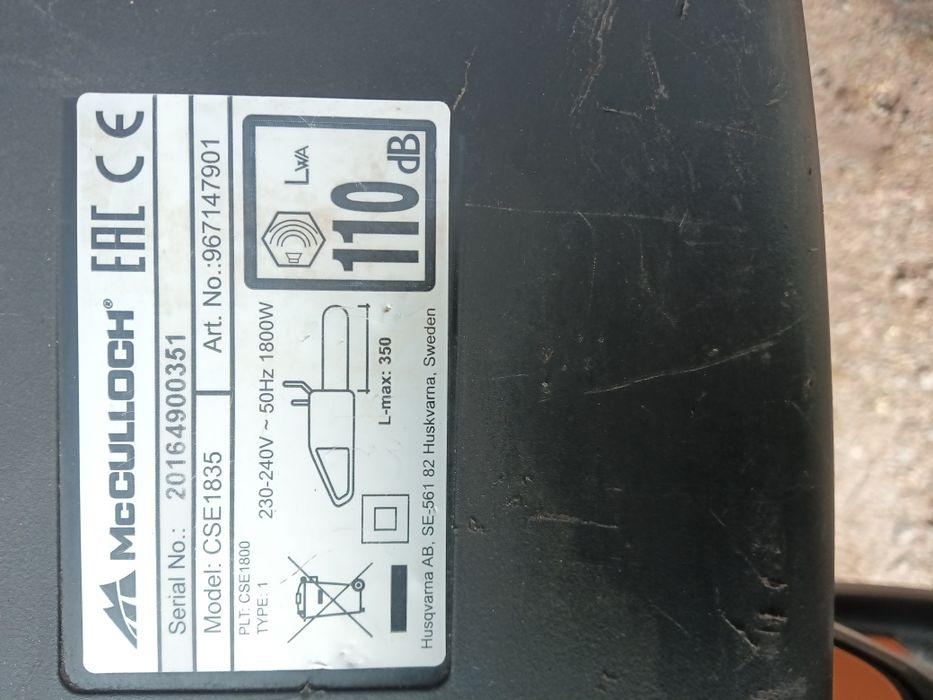 McCULLOCH® EAC CE
Serial No.: 20164900351
Model: CSE1835 Art. No.:967147901
PLT: CSE1800
TYPE: 1
230-240V ~ 50Hz 1800W
L-max: 350
LWA
110 dB
Husqvarna AB, SE-561 82 Huskvarna, Sweden